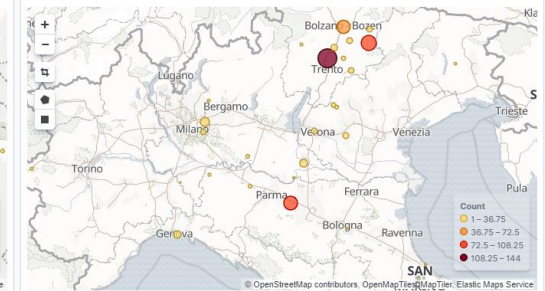 Kla
Bolzano Bozen
Trento
Lugano
Bergamo
Trieste
Milano
Verona
Venezia
Torino
Pula
Parma
Ferrara
Count
1 – 36.75
36.75 – 72.5
72.5 – 108.25
108.25 – 144
Genova
Bologna
Ravenna
SAN
© OpenStreetMap contributors, OpenMapTiles, MapTiler, Elastic Maps Service